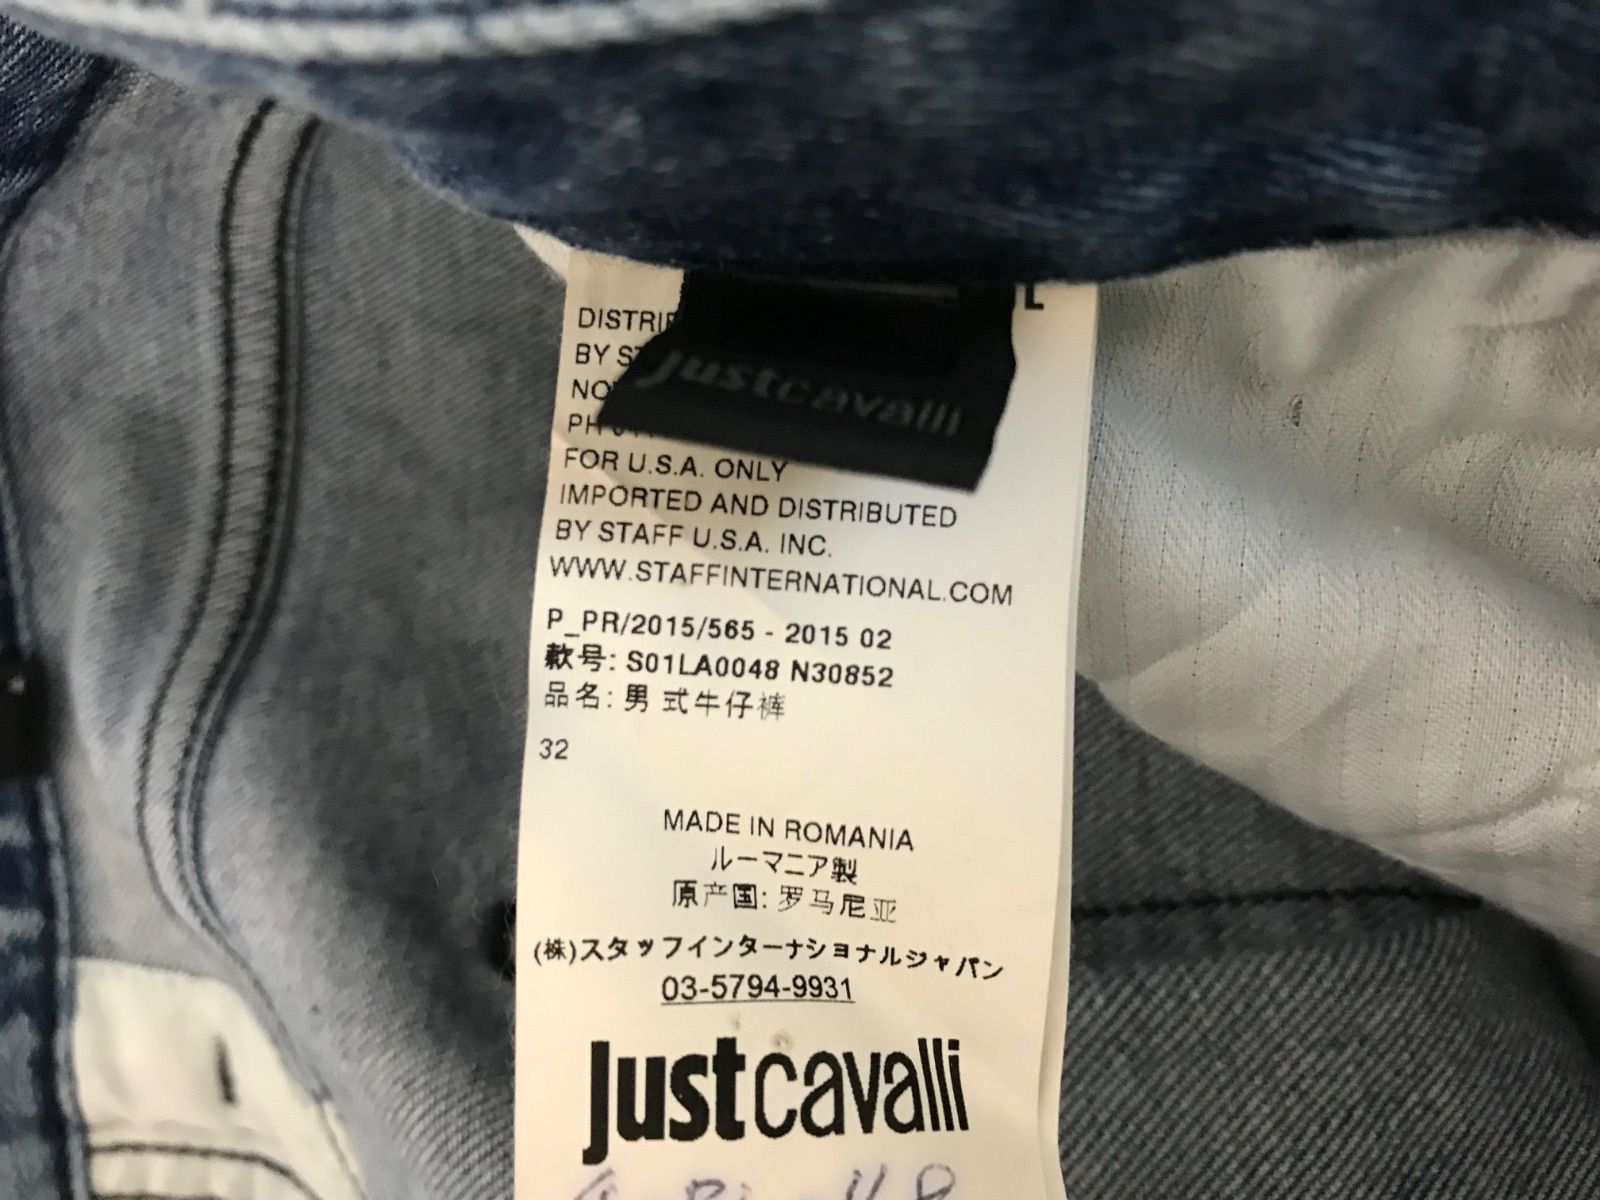 L
BY
justcavalli
FOR U.S.A. ONLY
IMPORTED AND DISTRIBUTED
BY STAFF U.S.A. INC.
WWW.STAFFINTERNATIONAL.COM
P_PR/2015/565 - 2015 02
款号: S01LA0048 N30852
品名: 男 式牛仔裤
32
MADE IN ROMANIA
ルーマニア製
原产国: 罗马尼亚
(株)スタッフインターナショナルジャパン
03-5794-9931
justcavalli